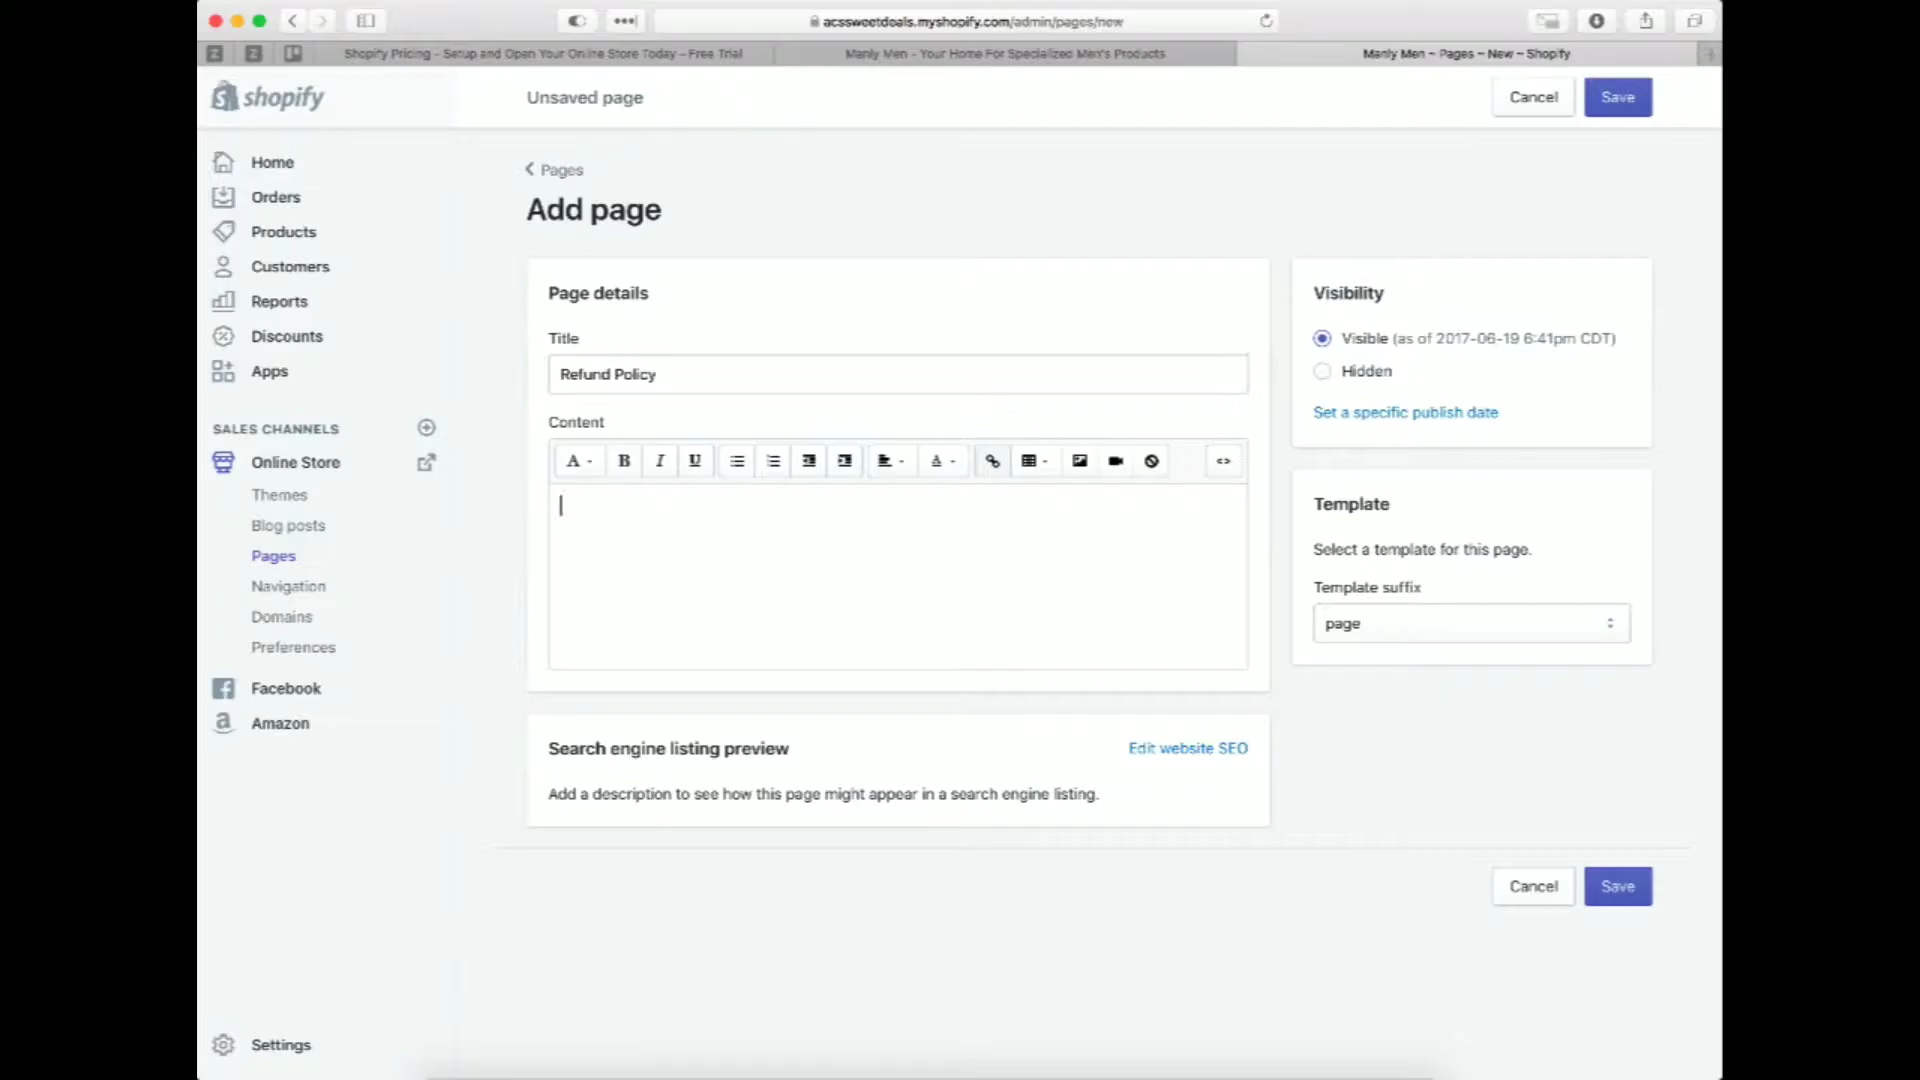 acssweetdeals.myshopify.com/admin/pages/new
Shopify Pricing - Setup and Open Your Online Store Today - Free Trial
Manly Men - Your Home For Specialized Men's Products
Manly Men ~ Pages ~ New ~ Shopify
shopify
Unsaved page
Cancel
Save
Home
Orders
Products
Customers
Reports
Discounts
Apps
SALES CHANNELS
Online Store
Themes
Blog posts
Pages
Navigation
Domains
Preferences
Facebook
Amazon
Settings
Pages
Add page
Page details
Title
Refund Policy
Content
A
B
I
U
A
<>
Search engine listing preview
Edit website SEO
Add a description to see how this page might appear in a search engine listing.
Visibility
Visible (as of 2017-06-19 6:41pm CDT)
Hidden
Set a specific publish date
Template
Select a template for this page.
Template suffix
page
Cancel
Save